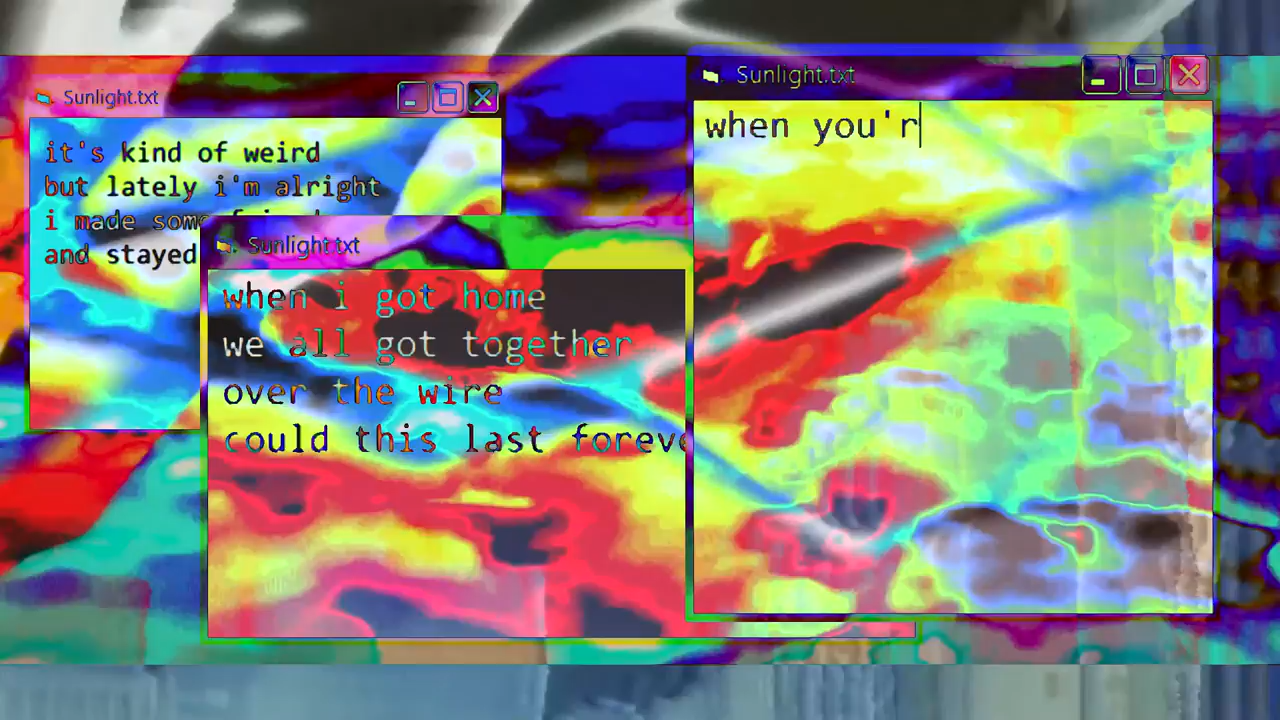 Sunlight.txt
it's kind of weird
but lately i'm alright
i made some
and stayed
Sunlight.txt
when i got home
we all got together
over the wire
could this last foreve
Sunlight.txt
when you'r